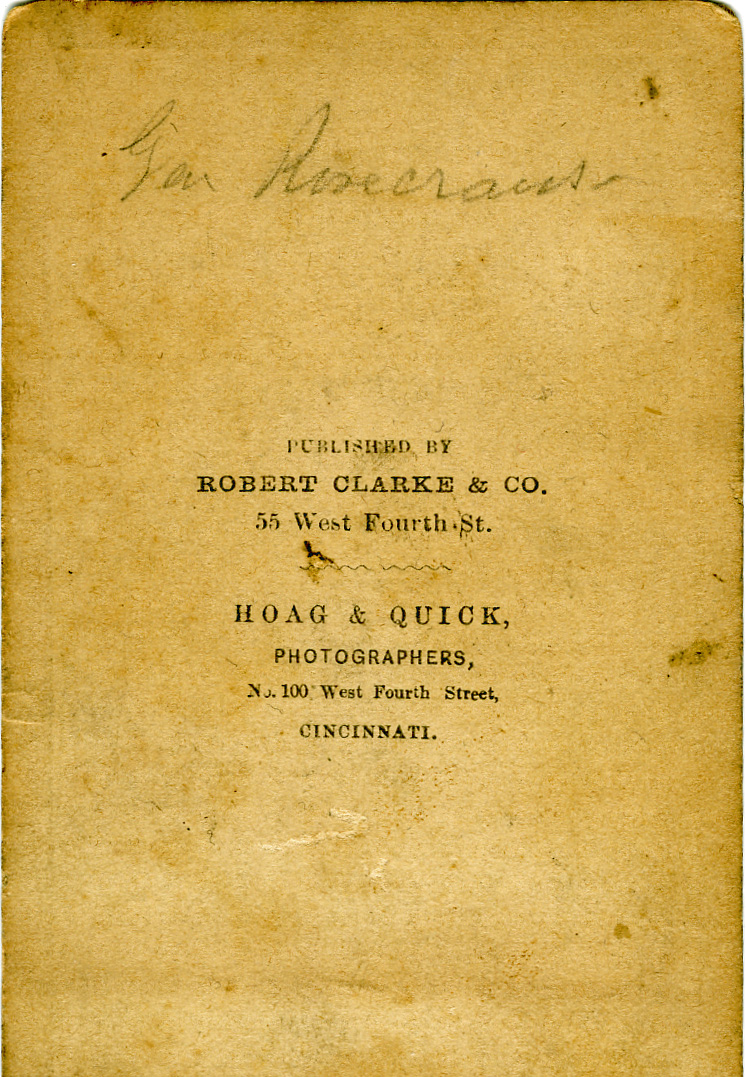 Gen Rosecrans
PUBLISHED BY
ROBERT CLARKE & CO.
55 West Fourth St.
HOAG & QUICK,
PHOTOGRAPHERS,
No. 100 West Fourth Street,
CINCINNATI.